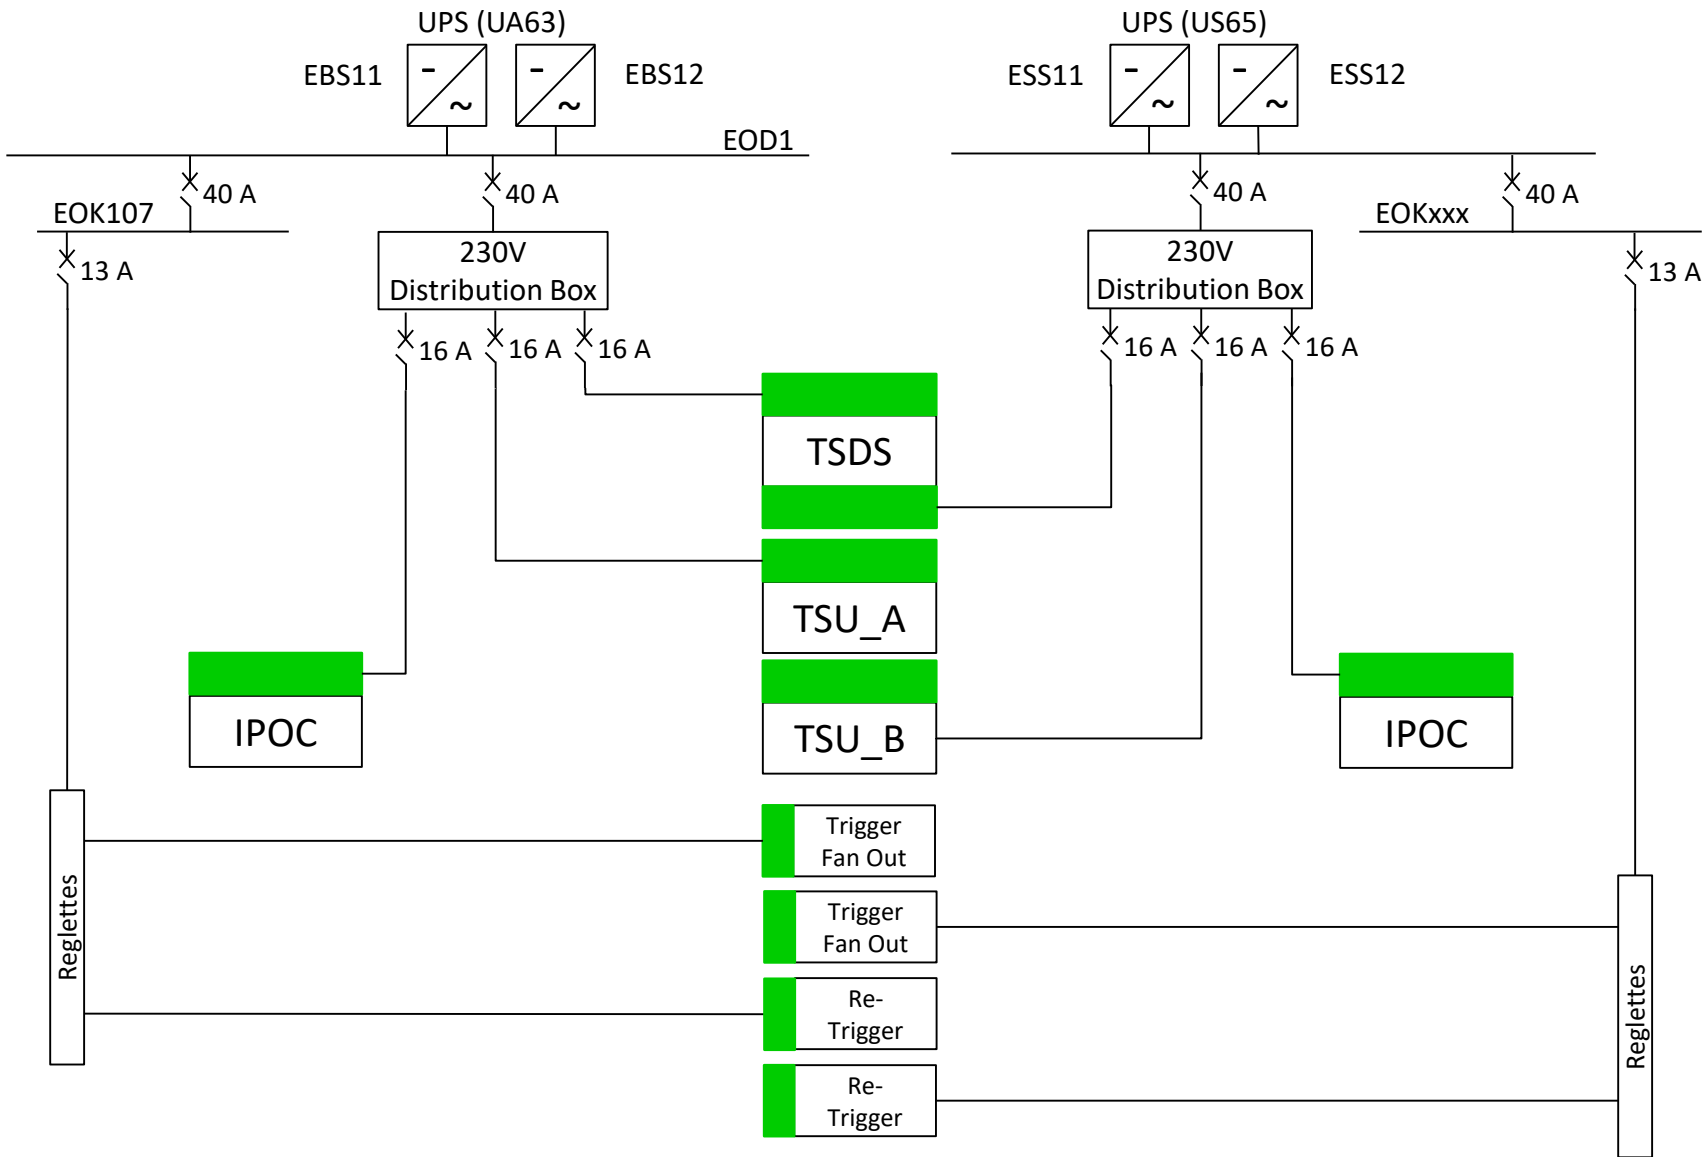 UPS (UA63)
UPS (US65)
EBS11
-
~
-
~
EBS12
ESS11
-
~
-
~
ESS12
EOD1
40 A
40 A
40 A
40 A
EOK107
EOKxxx
230V
Distribution Box
230V
Distribution Box
13 A
13 A
16 A
16 A
16 A
16 A
16 A
16 A
TSDS
TSU_A
TSU_B
IPOC
IPOC
Trigger
Fan Out
Trigger
Fan Out
Re-
Trigger
Re-
Trigger
Reglettes
Reglettes